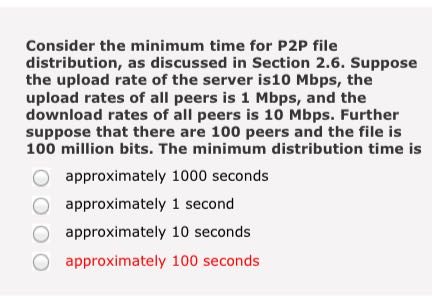 Consider the minimum time for P2P file
distribution, as discussed in Section 2.6. Suppose
the upload rate of the server is10 Mbps, the
upload rates of all peers is 1 Mbps, and the
download rates of all peers is 10 Mbps. Further
suppose that there are 100 peers and the file is
100 million bits. The minimum distribution time is
approximately 1000 seconds
approximately 1 second
approximately 10 seconds
approximately 100 seconds